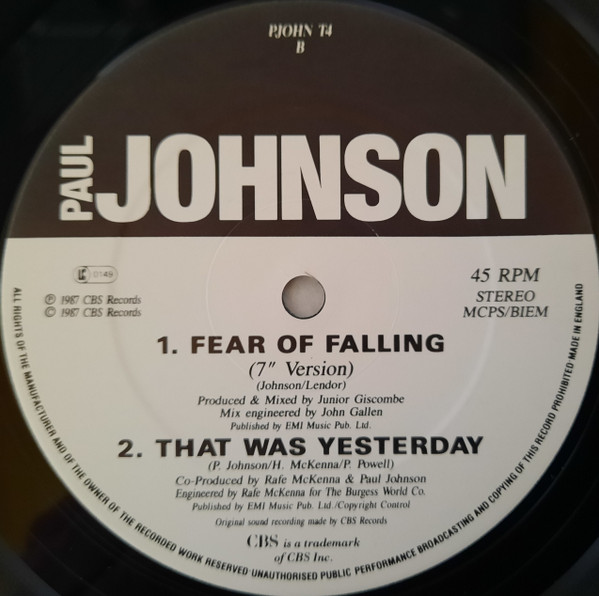 PJOHN T4
B
PAUL
JOHNSON
LC 0149
℗ 1987 CBS Records
© 1987 CBS Records
45 RPM
STEREO
MCPS/BIEM
1. FEAR OF FALLING
(7″ Version)
(Johnson/Lendor)
Produced & Mixed by Junior Giscombe
Mix engineered by John Gallen
Published by EMI Music Pub. Ltd.
2. THAT WAS YESTERDAY
(P. Johnson/H. McKenna/P. Powell)
Co-Produced by Rafe McKenna & Paul Johnson
Engineered by Rafe McKenna for The Burgess World Co.
Published by EMI Music Pub. Ltd./Copyright Control
Original sound recording made by CBS Records
CBS is a trademark
of CBS Inc.
ALL RIGHTS OF THE MANUFACTURER AND OF THE OWNER OF THE RECORDED WORK RESERVED·UNAUTHORISED PUBLIC PERFORMANCE BROADCASTING AND COPYING OF THIS RECORD PROHIBITED·MADE IN ENGLAND